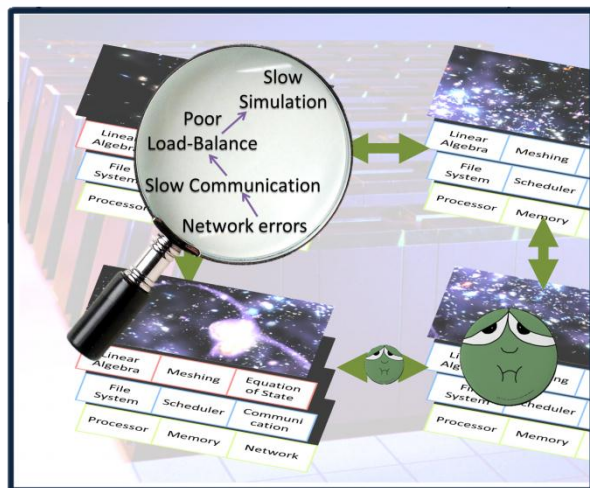 Slow
Simulation
Poor
Load-Balance
Slow Communication
Network errors
Linear
Algebra
File
System
Processor
Linear
Algebra
Meshing
File
System
Scheduler
Processor
Memory
Linear
Algebra
Meshing
Equation
of State
File
System
Scheduler
Communi
cation
Processor
Memory
Network
File
System
Scheduler
Processor
Memory